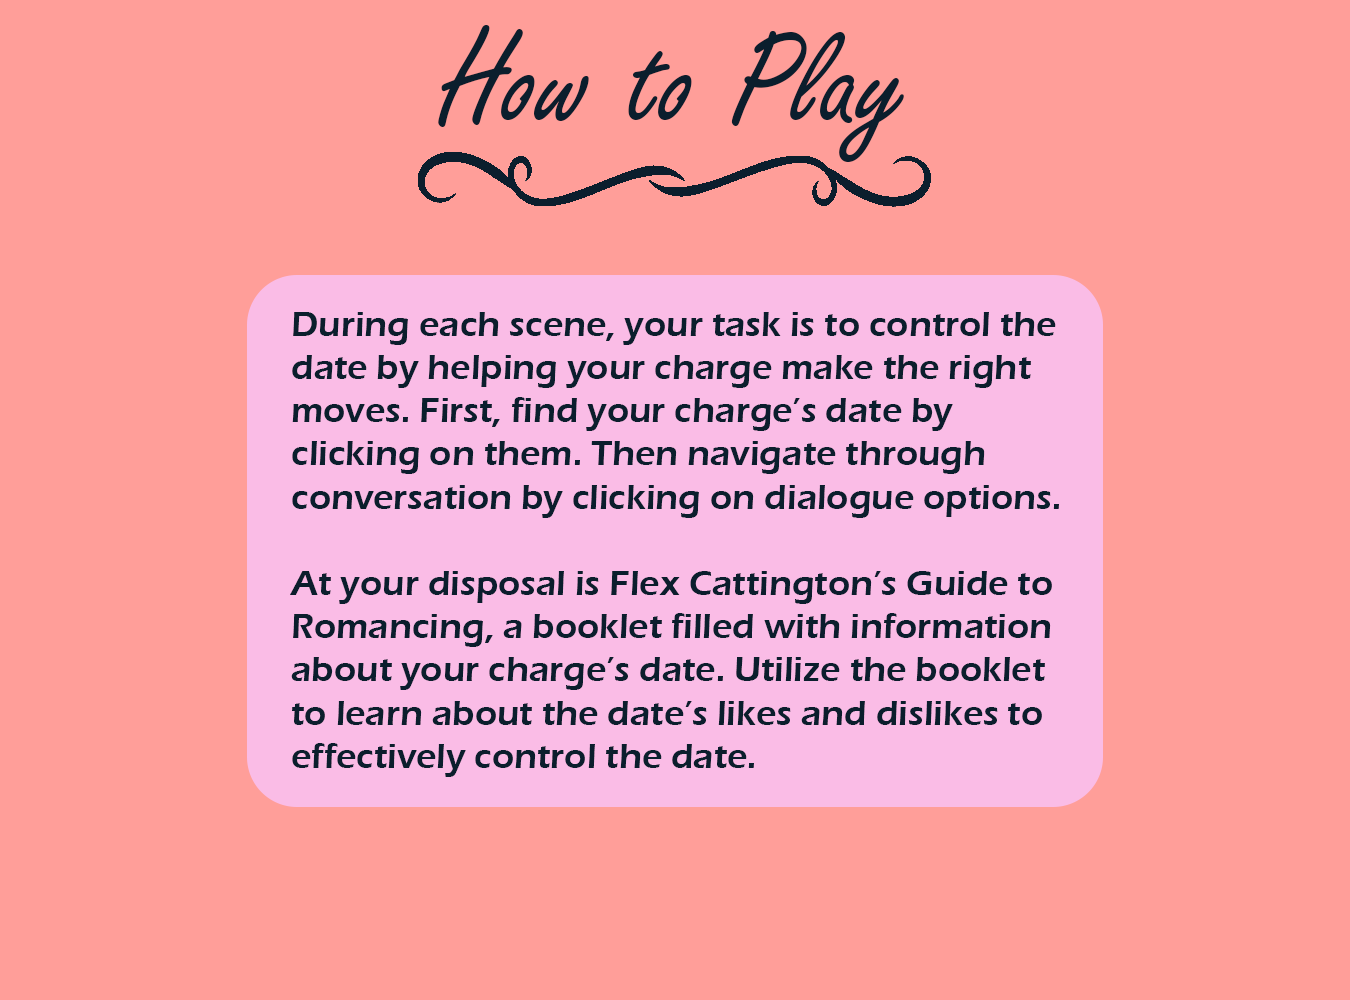 How to Play
During each scene, your task is to control the
date by helping your charge make the right
moves. First, find your charge's date by
clicking on them. Then navigate through
conversation by clicking on dialogue options.
At your disposal is Flex Cattington's Guide to
Romancing, a booklet filled with information
about your charge's date. Utilize the booklet
to learn about the date's likes and dislikes to
effectively control the date.